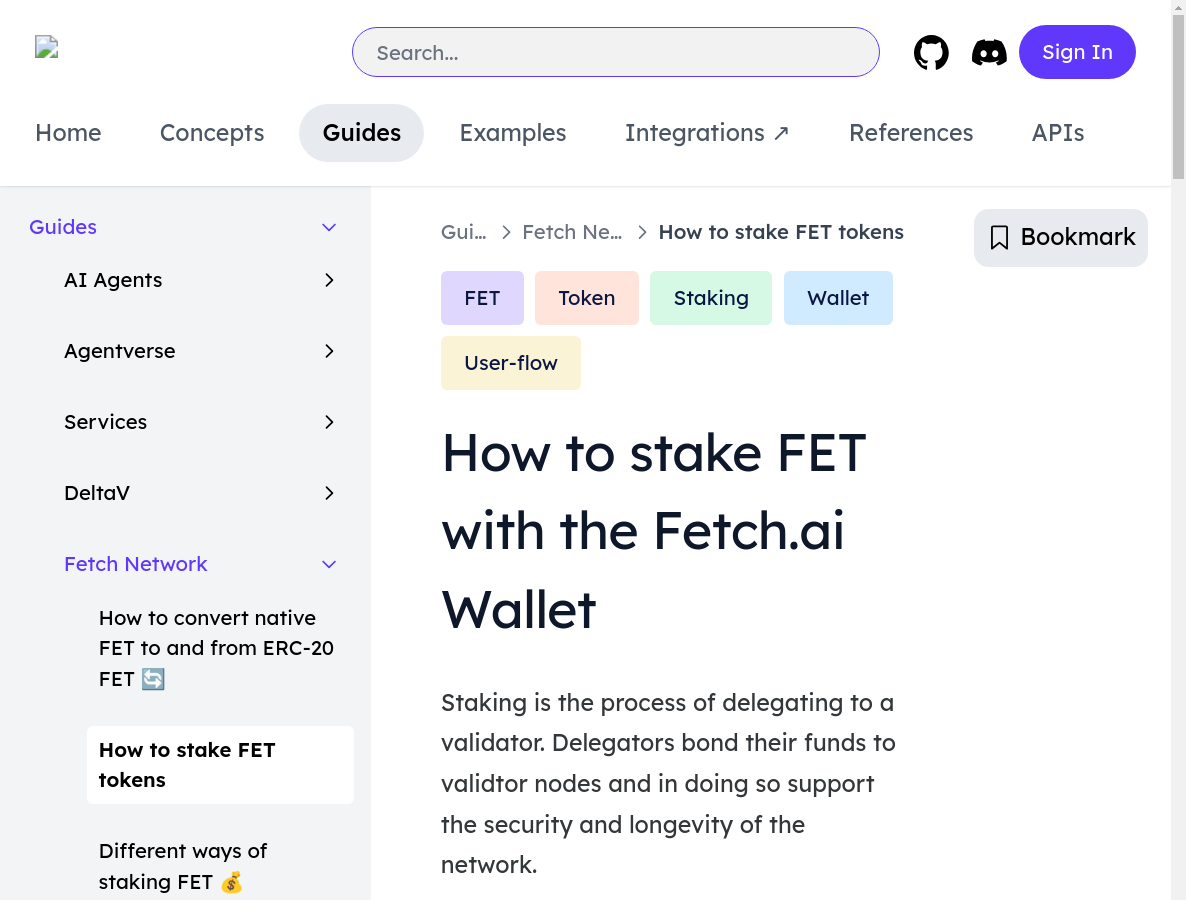 Search...
Sign In
Home
Concepts
Guides
Examples
Integrations ↗
References
APIs
Guides
AI Agents
Agentverse
Services
DeltaV
Fetch Network
How to convert native
FET to and from ERC-20
FET 🔄
How to stake FET
tokens
Different ways of
staking FET 💰
Gui... > Fetch Ne... > How to stake FET tokens
Bookmark
FET
Token
Staking
Wallet
User-flow
How to stake FET
with the Fetch.ai
Wallet
Staking is the process of delegating to a
validator. Delegators bond their funds to
validtor nodes and in doing so support
the security and longevity of the
network.